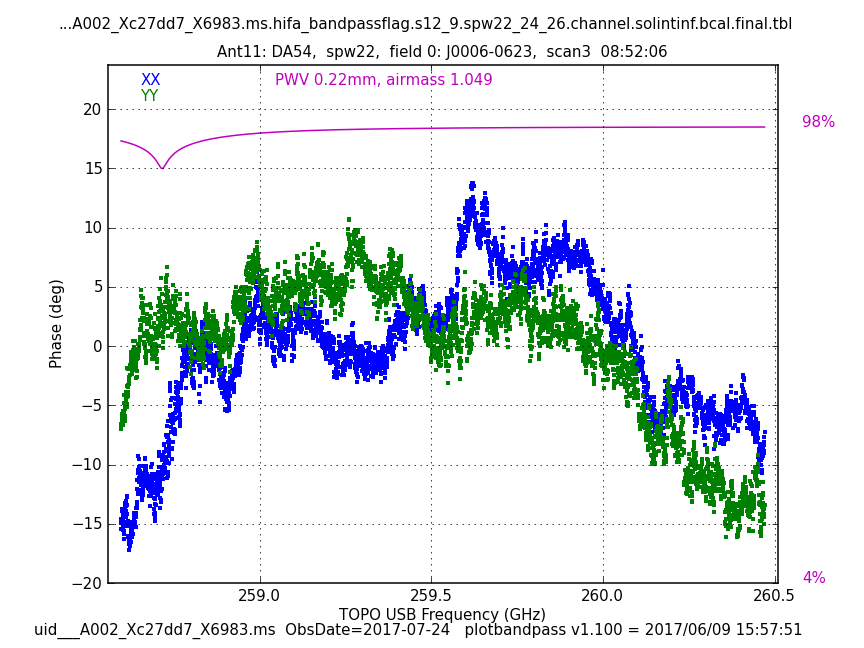 ...A002_Xc27dd7_X6983.ms.hifa_bandpassflag.s12_9.spw22_24_26.channel.solintinf.bcal.final.tbl
Ant11: DA54,  spw22,  field 0: J0006-0623,  scan3  08:52:06
XX
PWV 0.22mm, airmass 1.049
YY
98%
20
15
10
5
0
−5
−10
−15
−20
Phase (deg)
4%
259.0 259.5 260.0 260.5
TOPO USB Frequency (GHz)
uid___A002_Xc27dd7_X6983.ms  ObsDate=2017-07-24   plotbandpass v1.100 = 2017/06/09 15:57:51